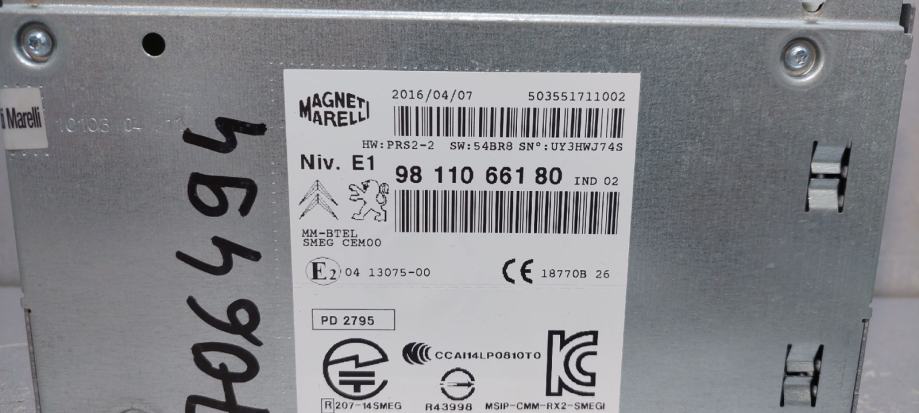 i Marelli
MAGNETI
MARELLI
2016/04/07 503551711002
HW:PRS2-2 SW:54BR8 SN°:UY3HWJ74S
Niv. E1
98 110 661 80 IND 02
MM-BTEL
SMEG CEM00
E2 04 13075-00
CE 18770B 26
PD 2795
CCAI14LP0810T0
R 207-14SMEG
R43998
MSIP-CMM-RX2-SMEGI
706494